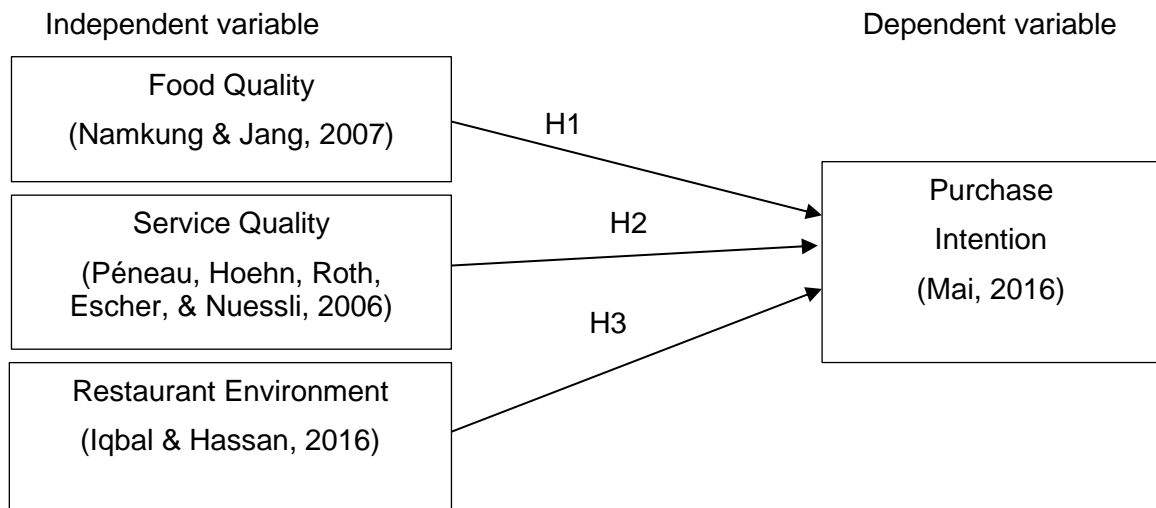 Independent variable
Dependent variable
Food Quality
(Namkung & Jang, 2007)
H1
Service Quality
(Péneau, Hoehn, Roth,
Escher, & Nuessli, 2006)
H2
Restaurant Environment
(Iqbal & Hassan, 2016)
H3
Purchase
Intention
(Mai, 2016)